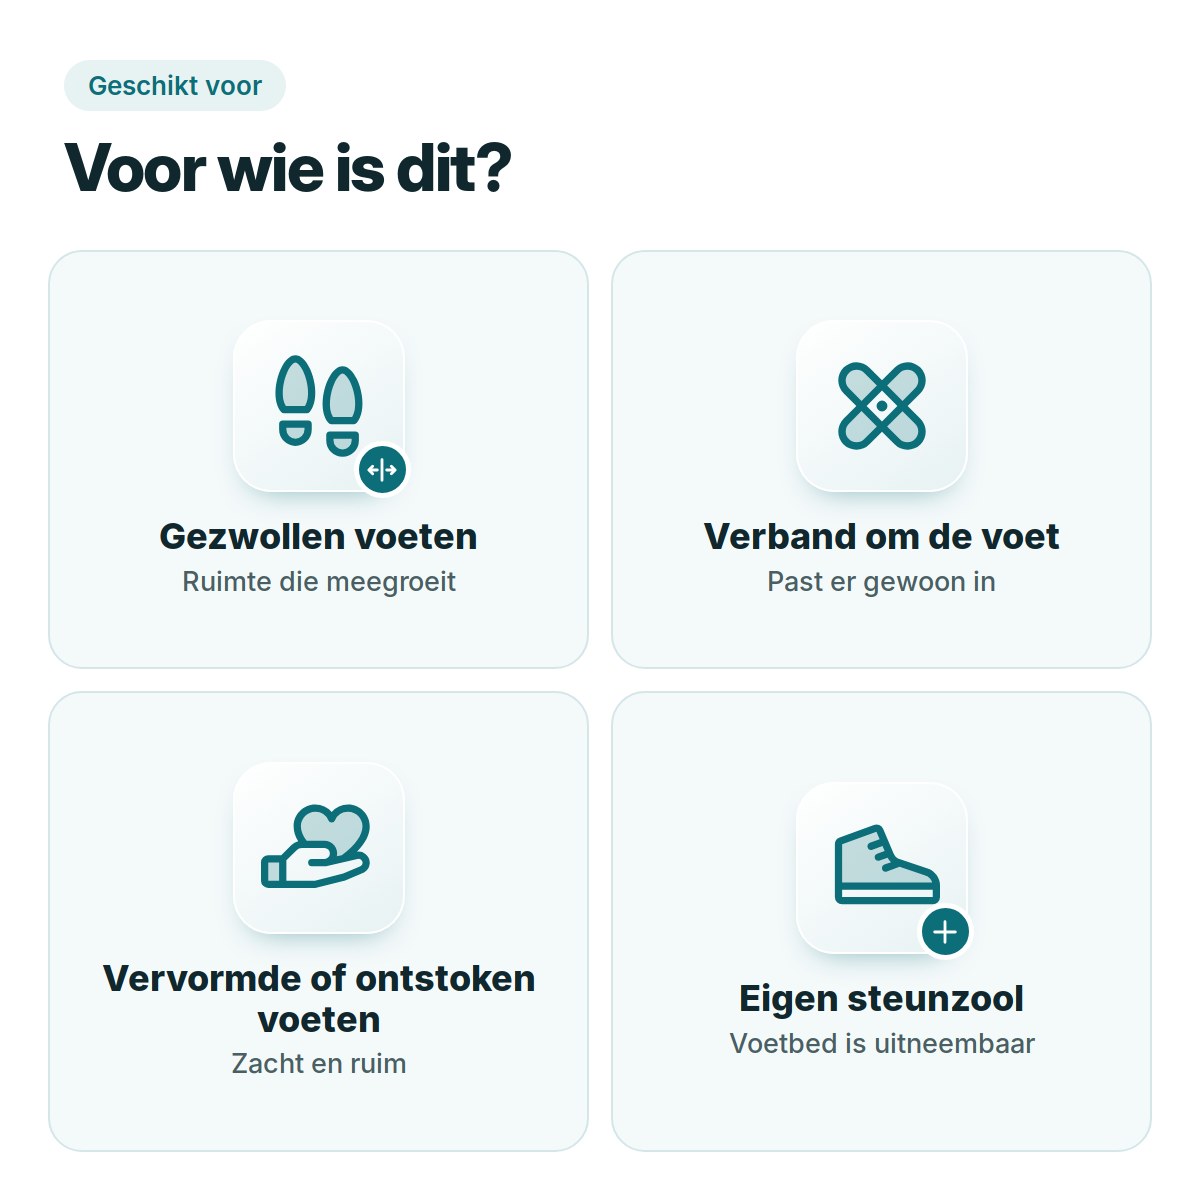 Geschikt voor
Voor wie is dit?
Gezwollen voeten
Ruimte die meegroeit
Verband om de voet
Past er gewoon in
Vervormde of ontstoken
voeten
Zacht en ruim
Eigen steunzool
Voetbed is uitneembaar